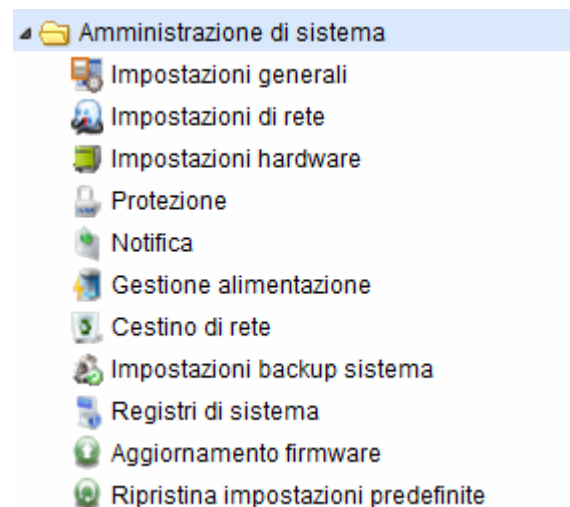 Amministrazione di sistema
Impostazioni generali
Impostazioni di rete
Impostazioni hardware
Protezione
Notifica
Gestione alimentazione
Cestino di rete
Impostazioni backup sistema
Registri di sistema
Aggiornamento firmware
Ripristina impostazioni predefinite